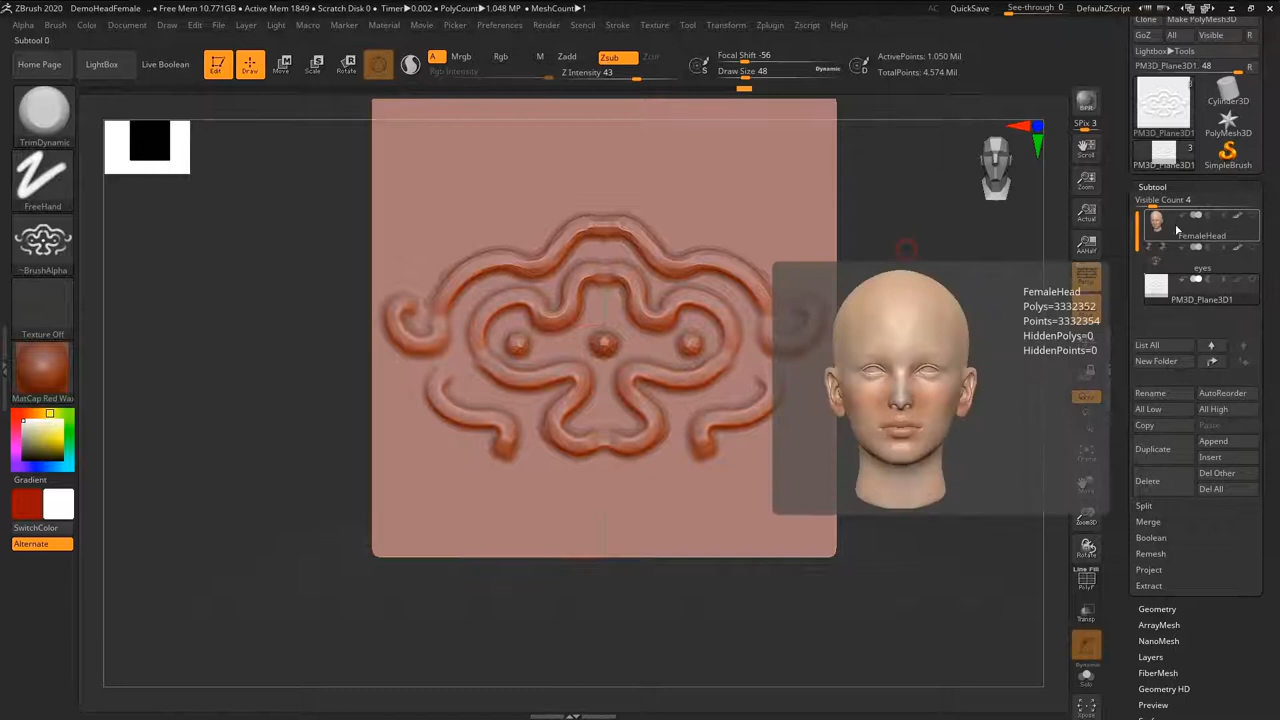 ZBrush 2020 DemoHeadFemale .. • Free Mem 10.771GB • Active Mem 1849 • Scratch Disk 0 • Timer▶0.002 • PolyCount▶1.048 MP • MeshCount▶1
AC QuickSave See-through 0 Menus DefaultZScript
Alpha Brush Color Document Draw Edit File Layer Light Macro Marker Material Movie Picker Preferences Render Stencil Stroke Texture Tool Transform Zplugin Zscript Help
Subtool 0
Home Page LightBox Live Boolean
Edit Draw Move Scale Rotate
A Mrgb Rgb M Zadd Zsub Zcut
Rgb Intensity Z Intensity 43
Focal Shift -56
Draw Size 48 Dynamic
S D
ActivePoints: 1.050 Mil
TotalPoints: 4.574 Mil
TrimDynamic
FreeHand
~BrushAlpha
Texture Off
MatCap Red Wax
Gradient
SwitchColor
Alternate
BPR
SPix 3
Scroll
Zoom
Actual
AAHalf
Persp
Frame
Move
Zoom3D
Rotate
Line Fill
PolyF
Transp
Dynamic
Solo
Xpose
FemaleHead
Polys=3332352
Points=3332354
HiddenPolys=0
HiddenPoints=0
Clone Make PolyMesh3D
GoZ All Visible R
Lightbox▶Tools
PM3D_Plane3D1. 48 R
PM3D_Plane3D1 Cylinder3D
PolyMesh3D
3
PM3D_Plane3D1 SimpleBrush
Subtool
Visible Count 4
FemaleHead
eyes
PM3D_Plane3D1
List All
New Folder
Rename AutoReorder
All Low All High
Copy Paste
Duplicate Append
Insert
Delete Del Other
Del All
Split
Merge
Boolean
Remesh
Project
Extract
Geometry
ArrayMesh
NanoMesh
Layers
FiberMesh
Geometry HD
Preview